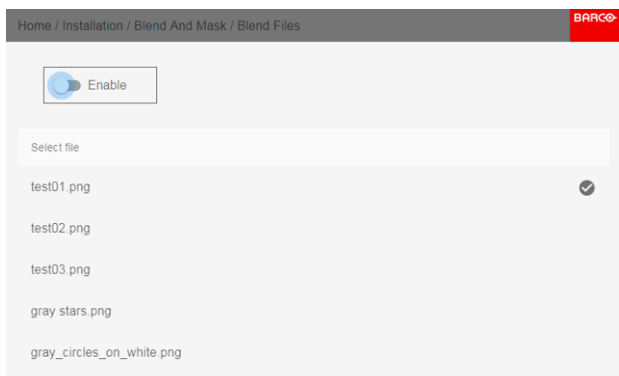 Home / Installation / Blend And Mask / Blend Files
BARCO
Enable
Select file
test01.png
test02.png
test03.png
gray stars.png
gray_circles_on_white.png